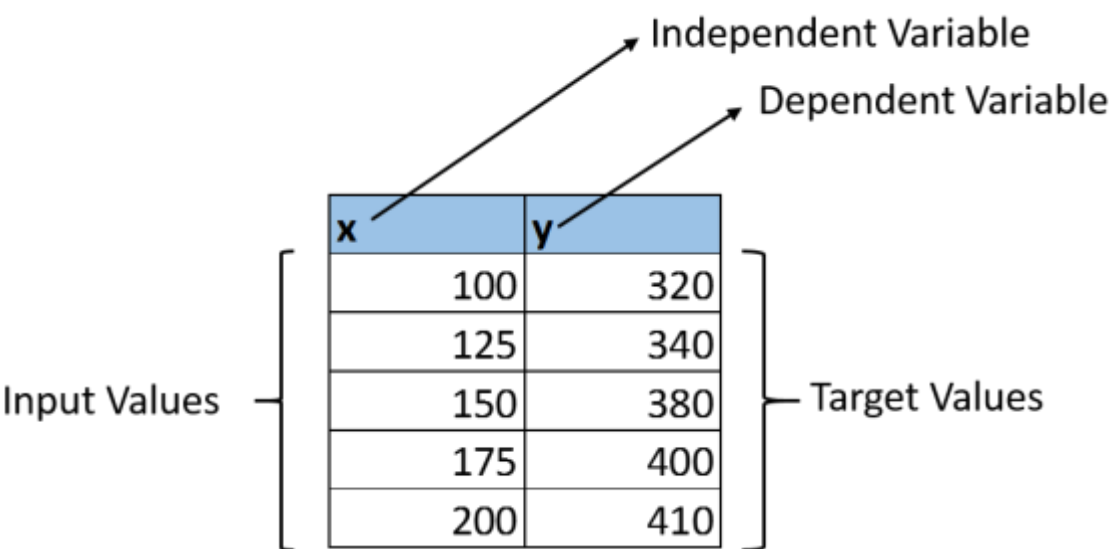 Independent Variable
Dependent Variable
x y
100 320
125 340
Input Values 150 380 Target Values
175 400
200 410